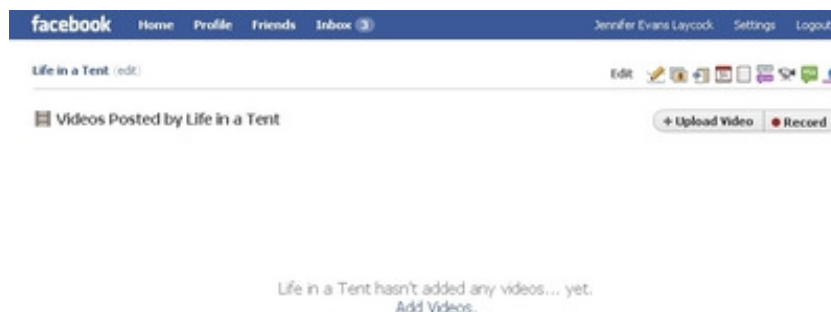 facebook Home Profile Friends Inbox 3 Jennifer Evans Laycock Settings Logout
Life in a Tent (edit) Edit
Videos Posted by Life in a Tent + Upload Video Record
Life in a Tent hasn't added any videos... yet.
Add Videos.